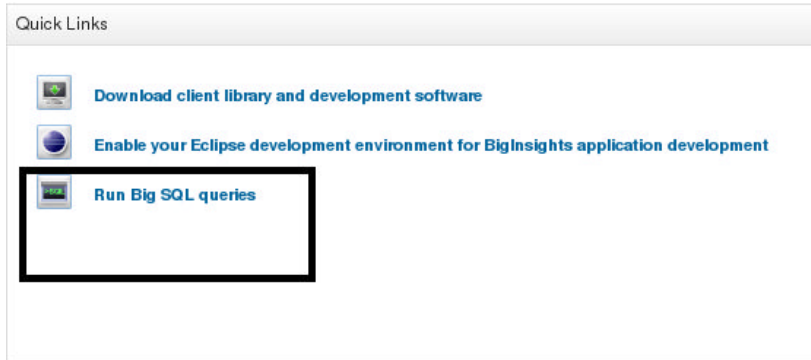 Quick Links
Download client library and development software
Enable your Eclipse development environment for BigInsights application development
Run Big SQL queries